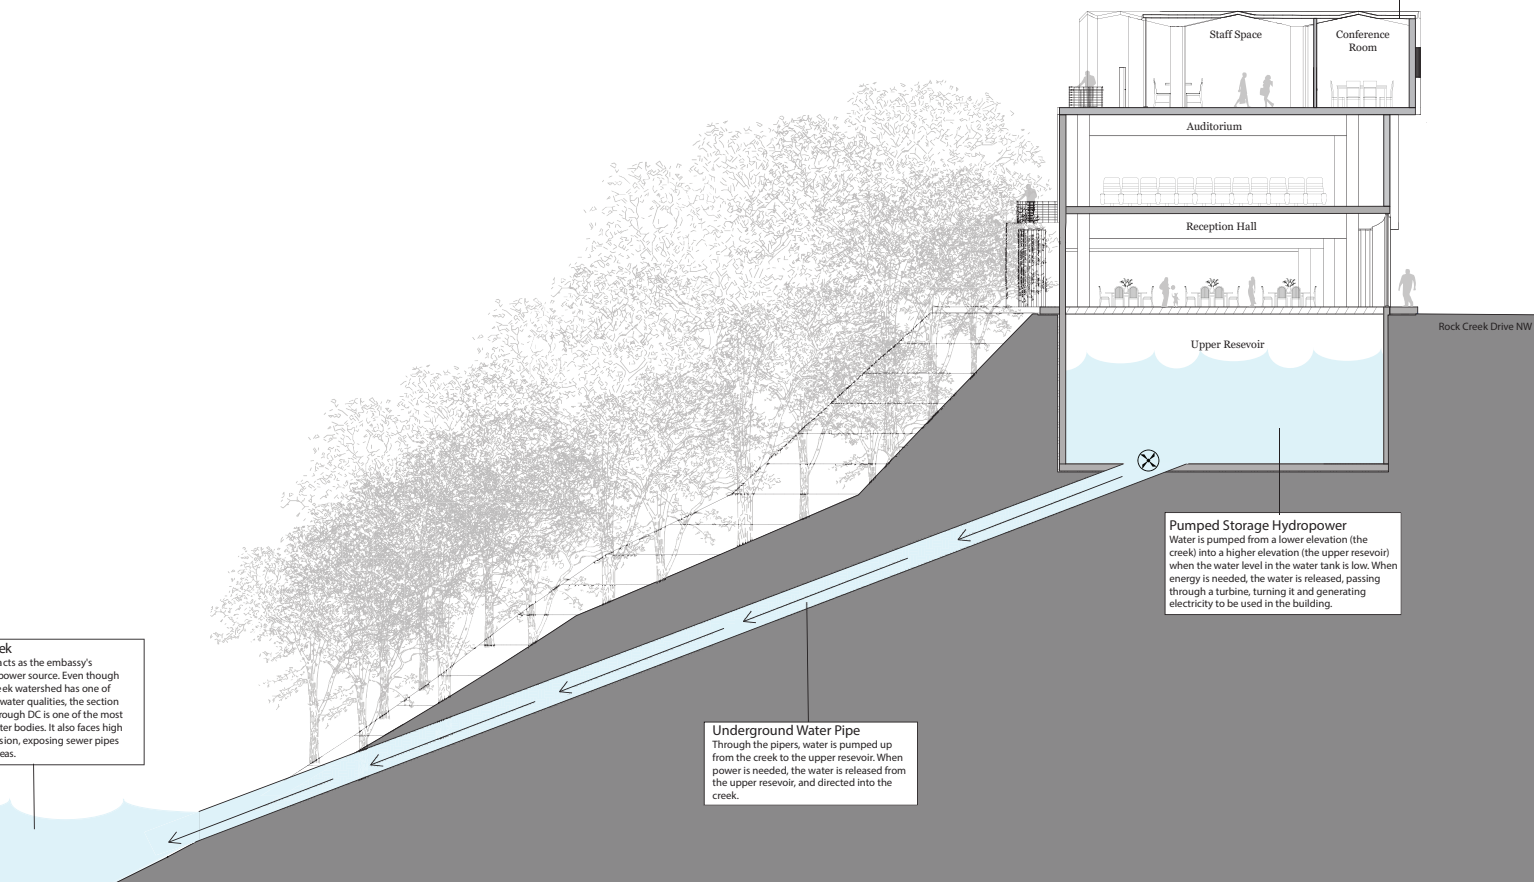 Staff Space
Conference
Room
Auditorium
Reception Hall
Rock Creek Drive NW
Upper Resevoir
Pumped Storage Hydropower
Water is pumped from a lower elevation (the
creek) into a higher elevation (the upper resevoir)
when the water level in the water tank is low. When
energy is needed, the water is released, passing
through a turbine, turning it and generating
electricity to be used in the building.
ek
acts as the embassy's
power source. Even though
eek watershed has one of
water qualities, the section
rough DC is one of the most
ter bodies. It also faces high
sion, exposing sewer pipes
eas.
Underground Water Pipe
Through the pipers, water is pumped up
from the creek to the upper resevoir. When
power is needed, the water is released from
the upper resevoir, and directed into the
creek.